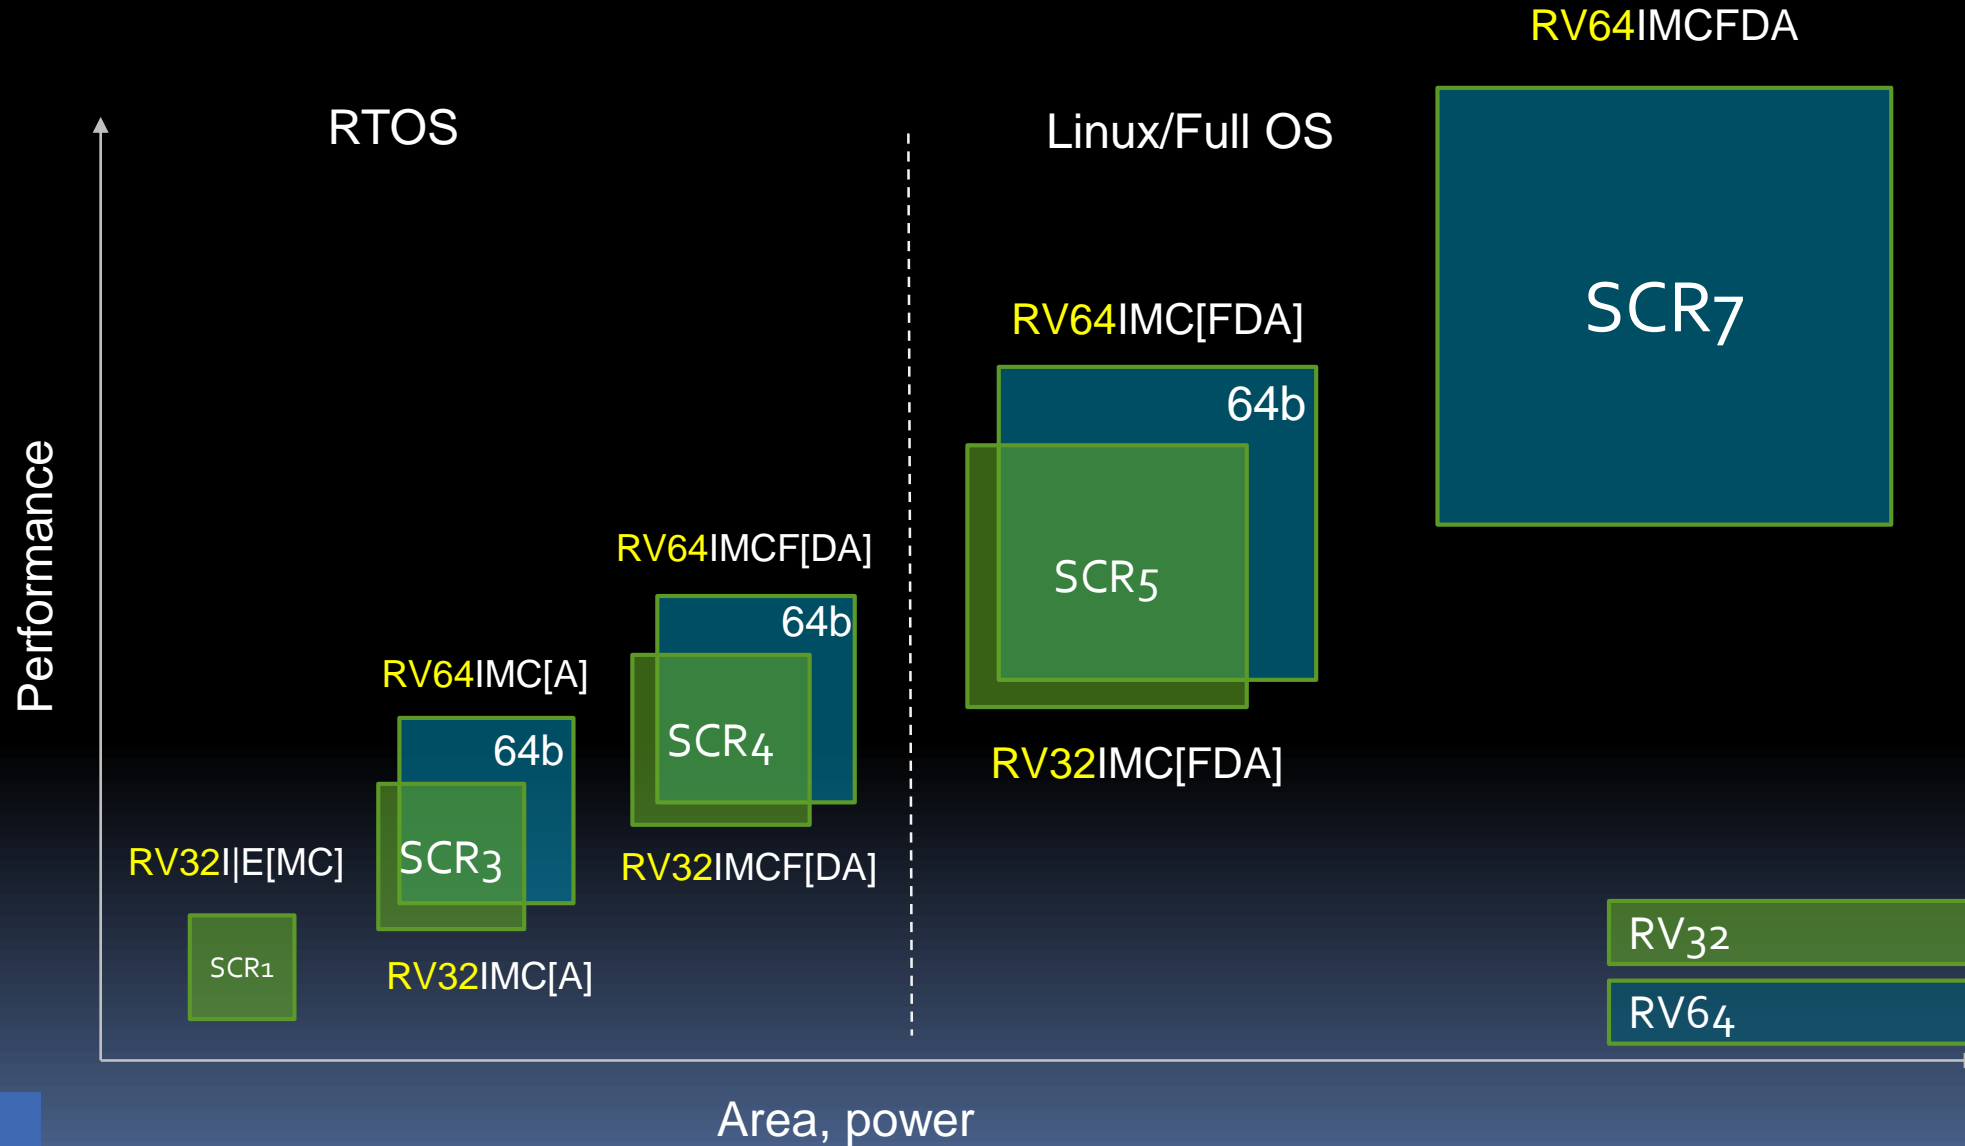 RV64IMCFDA
RTOS
Linux/Full OS
SCR7
RV64IMC[FDA]
64b
SCR5
RV32IMC[FDA]
RV64IMCF[DA]
64b
SCR4
RV32IMCF[DA]
RV64IMC[A]
64b
SCR3
RV32IMC[A]
RV32I||E[MC]
SCR1
Performance
RV32
RV64
Area, power